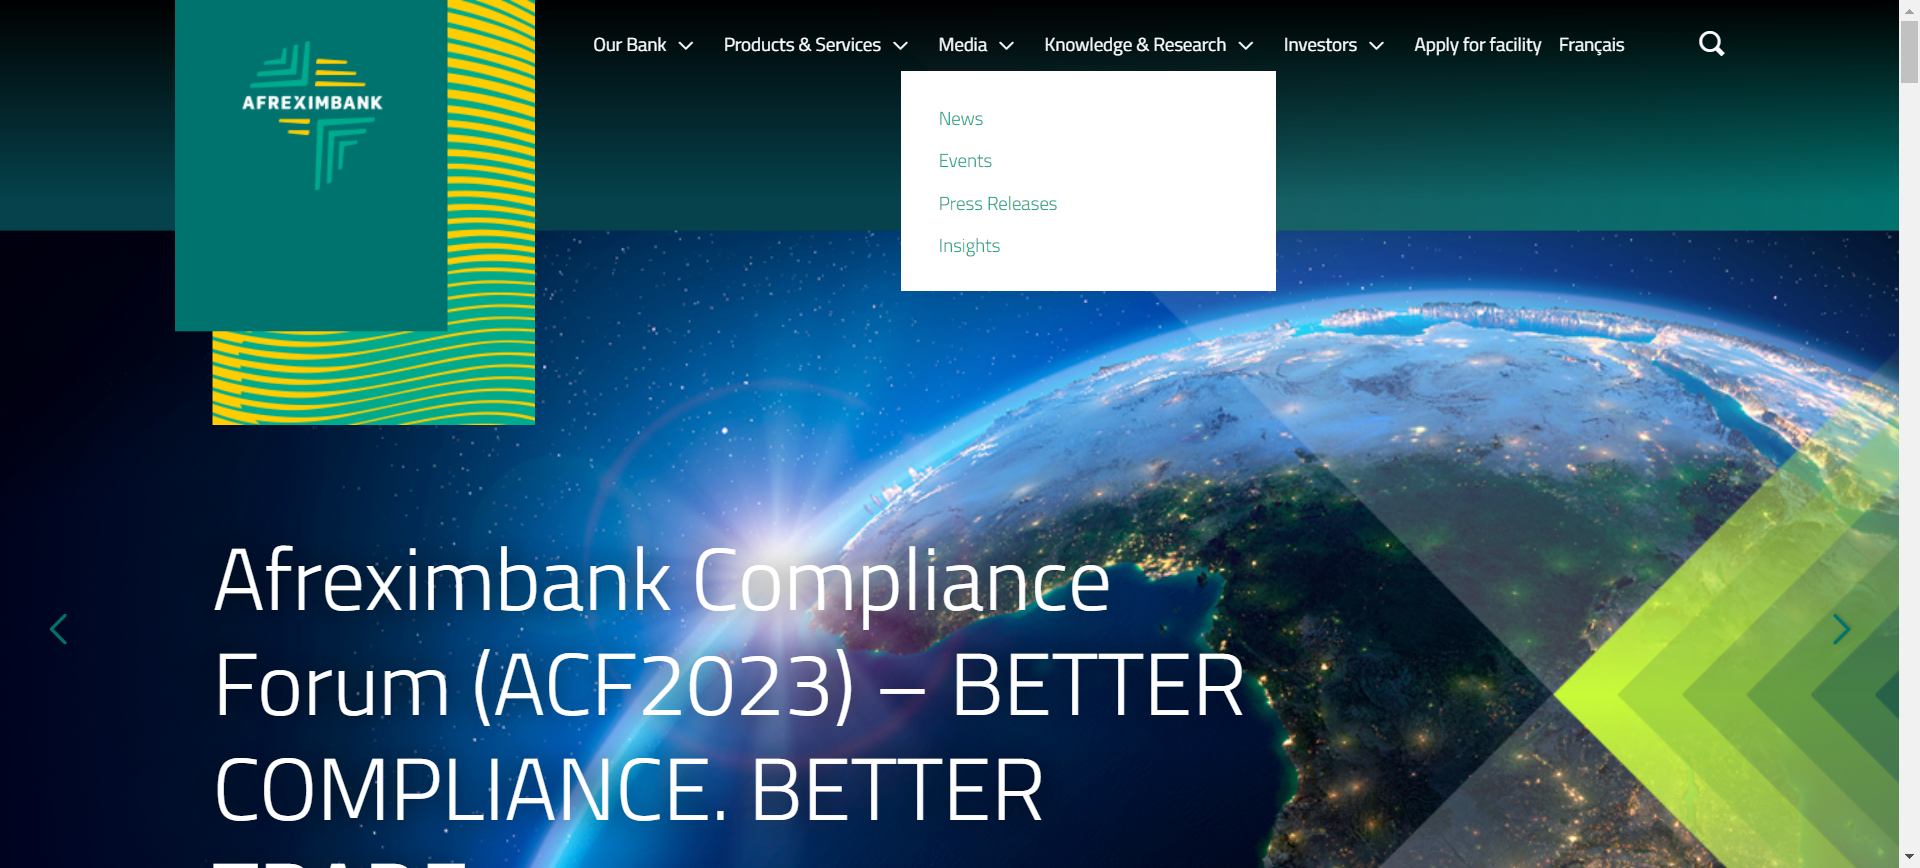 AFREXIMBANK
Our Bank Products & Services Media Knowledge & Research Investors Apply for facility Français
News
Events
Press Releases
Insights
Afreximbank Compliance
Forum (ACF2023) – BETTER
COMPLIANCE. BETTER